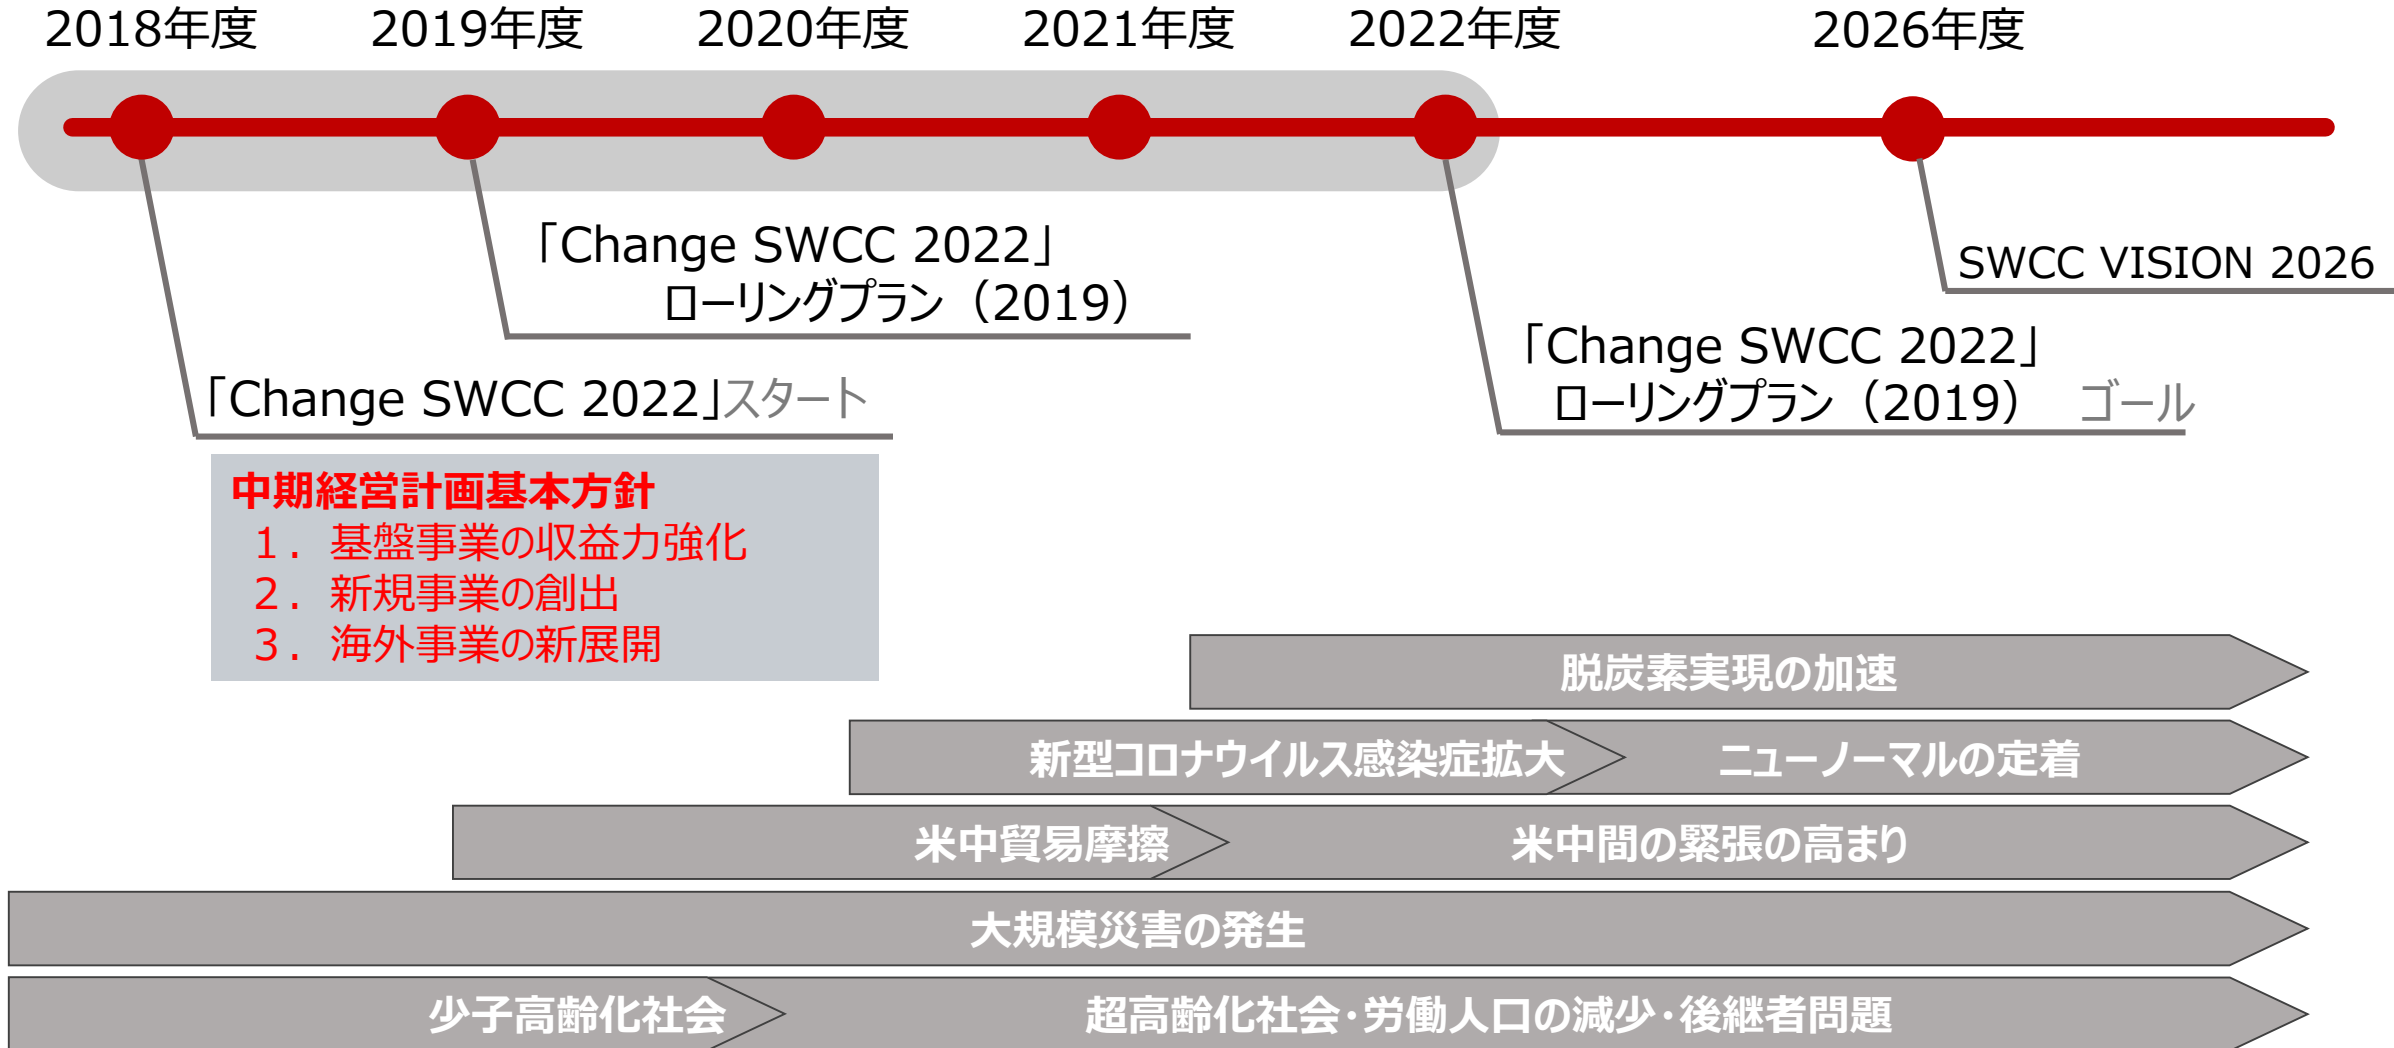 2018年度
2019年度
2020年度
2021年度
2022年度
2026年度
「Change SWCC 2022」
ローリングプラン（2019）
SWCC VISION 2026
「Change SWCC 2022」スタート
「Change SWCC 2022」
ローリングプラン（2019） ゴール
中期経営計画基本方針
１．基盤事業の収益力強化
２．新規事業の創出
３．海外事業の新展開
脱炭素実現の加速
新型コロナウイルス感染症拡大
ニューノーマルの定着
米中貿易摩擦
米中間の緊張の高まり
大規模災害の発生
少子高齢化社会
超高齢化社会・労働人口の減少・後継者問題